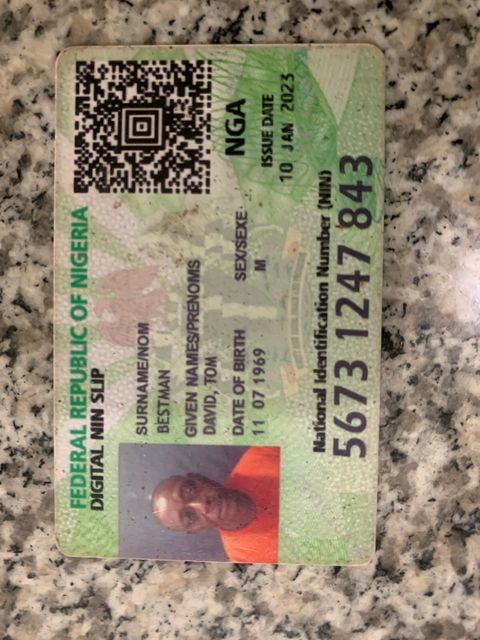 FEDERAL REPUBLIC OF NIGERIA
DIGITAL NIN SLIP
SURNAME/NOM
BESTMAN
GIVEN NAMES/PRENOMS
DAVID, TOM
DATE OF BIRTH SEX/SEXE
11 07 1969 M
NGA
ISSUE DATE
10 JAN 2023
National Identification Number (NIN)
5673 1247 843